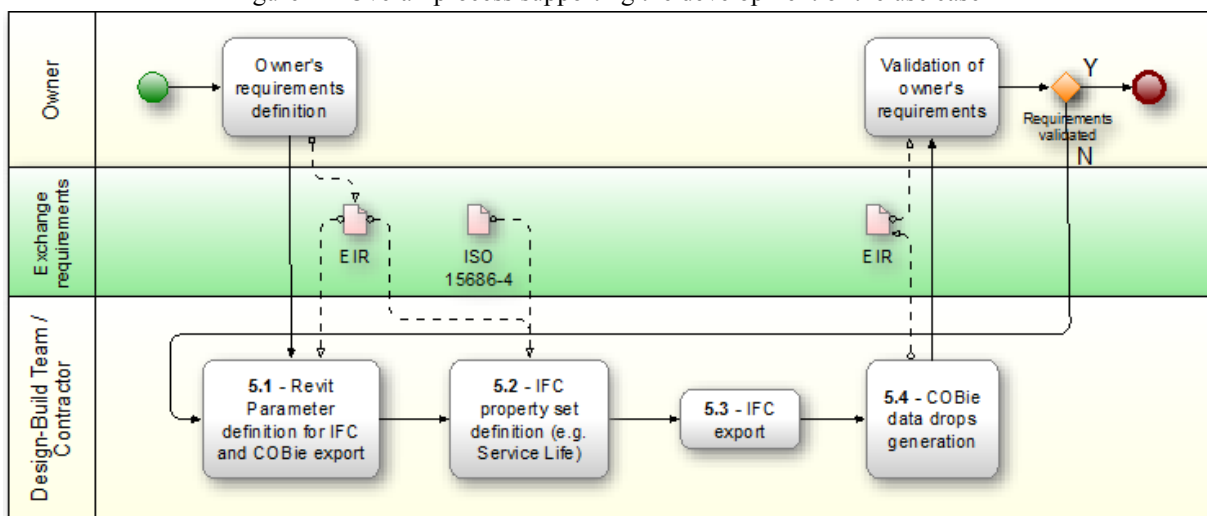 Owner
Owner's
requirements
definition
Validation of
owner's
requirements
Y
Requirements
validated
N
Exchange
requirements
EIR
ISO
15686-4
EIR
Design-Build Team /
Contractor
5.1 - Revit
Parameter
definition for IFC
and COBie export
5.2 - IFC
property set
definition (e.g.
Service Life)
5.3 - IFC
export
5.4 - COBie
data drops
generation